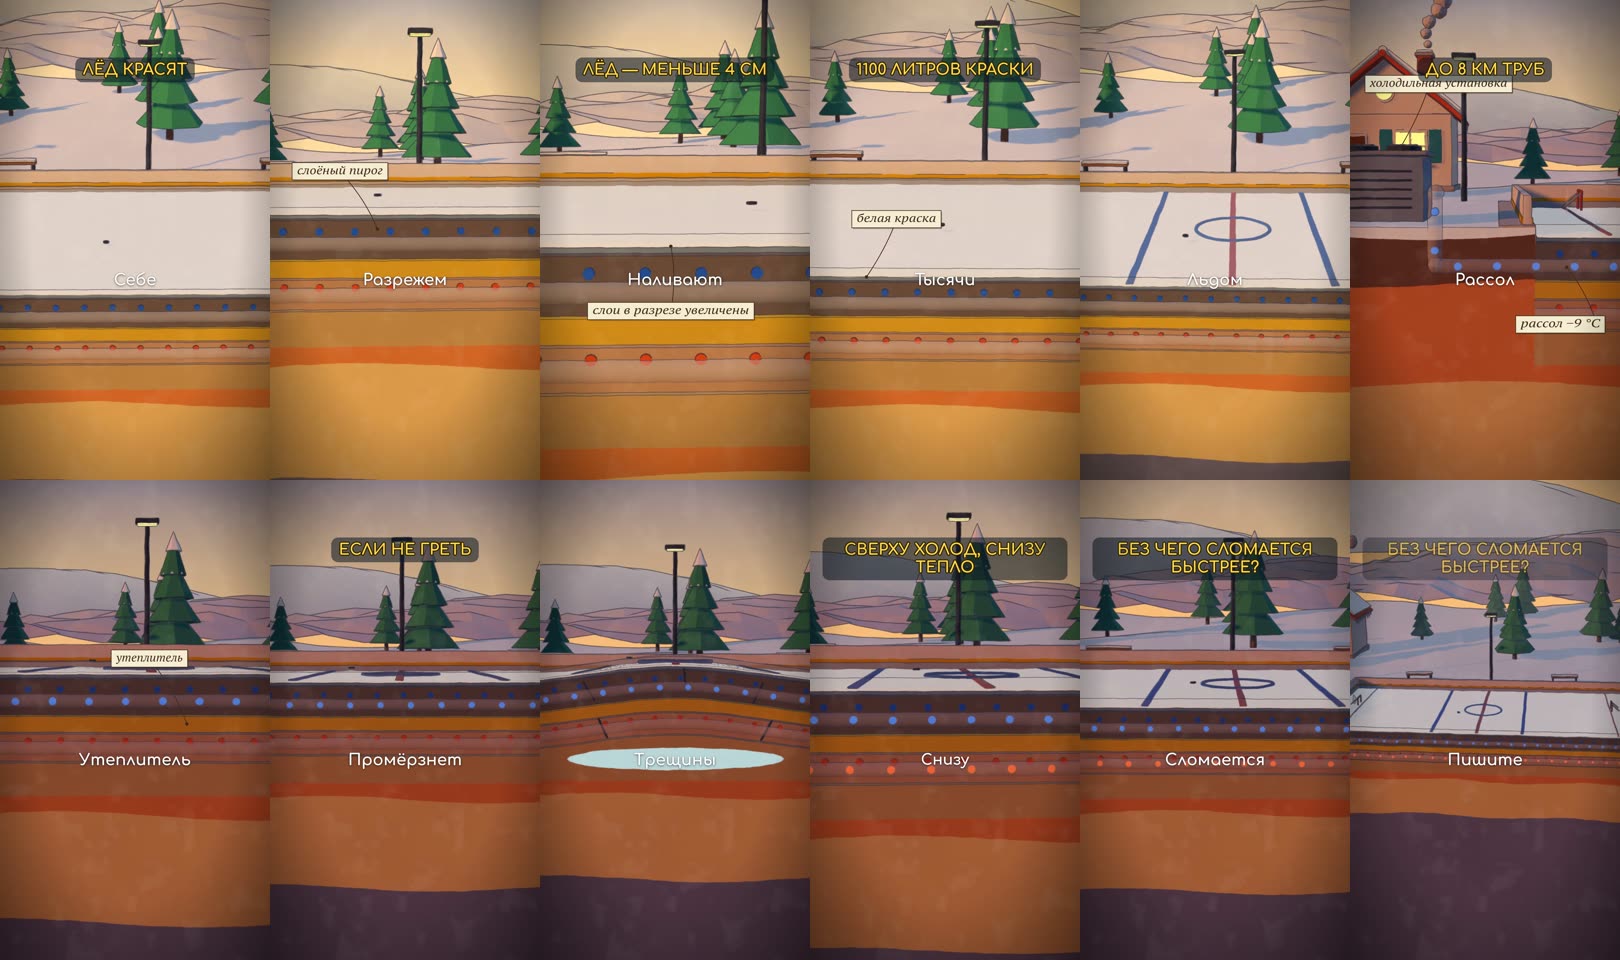 ЛЁД КРАСЯТ
Себе
слоёный пирог
Разрежем
ЛЁД — МЕНЬШЕ 4 СМ
Наливают
слои в разрезе увеличены
1100 ЛИТРОВ КРАСКИ
белая краска
Тысячи
Льдом
ДО 8 КМ ТРУБ
холодильная установка
Рассол
рассол −9 °C
утеплитель
Утеплитель
ЕСЛИ НЕ ГРЕТЬ
Промёрзнет
Трещины
СВЕРХУ ХОЛОД, СНИЗУ
ТЕПЛО
Снизу
БЕЗ ЧЕГО СЛОМАЕТСЯ
БЫСТРЕЕ?
Сломается
БЕЗ ЧЕГО СЛОМАЕТСЯ
БЫСТРЕЕ?
Пишите